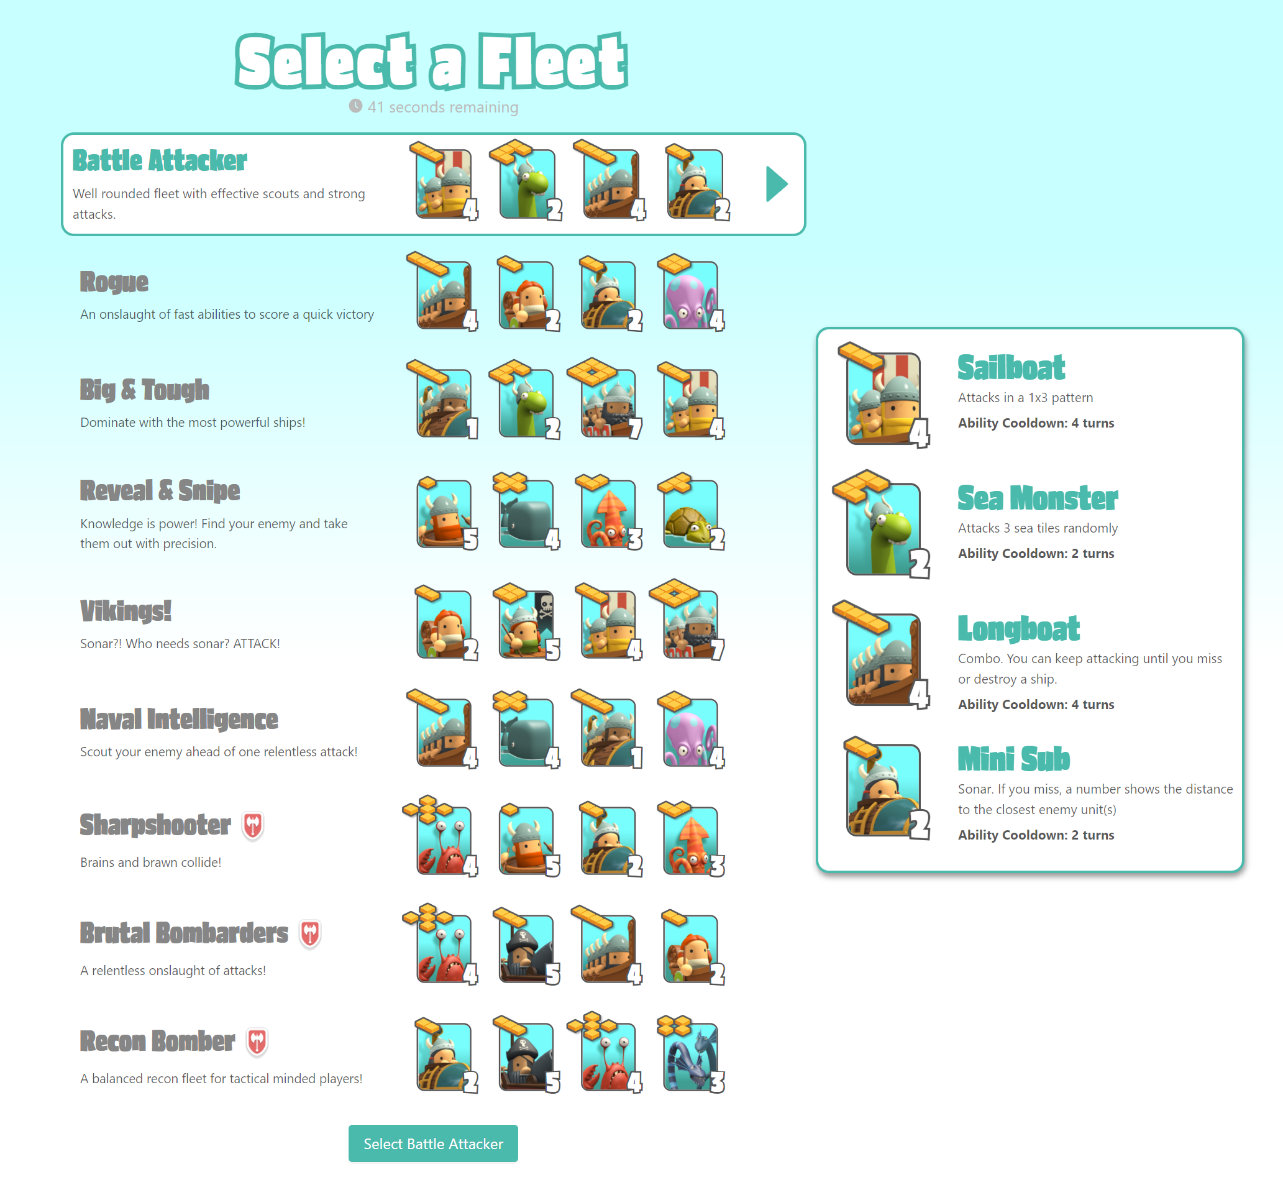 Select a Fleet
41 seconds remaining
Battle Attacker
Well rounded fleet with effective scouts and strong
attacks.
4 2 4 2
Rogue
An onslaught of fast abilities to score a quick victory
4 2 2 4
Big & Tough
Dominate with the most powerful ships!
1 2 7 4
Reveal & Snipe
Knowledge is power! Find your enemy and take
them out with precision.
5 4 3 2
Vikings!
Sonar?! Who needs sonar? ATTACK!
2 5 4 7
Naval Intelligence
Scout your enemy ahead of one relentless attack!
4 4 1 4
Sharpshooter
Brains and brawn collide!
4 5 2 3
Brutal Bombarders
A relentless onslaught of attacks!
4 5 4 2
Recon Bomber
A balanced recon fleet for tactical minded players!
2 5 4 3
Select Battle Attacker
Sailboat
Attacks in a 1x3 pattern
Ability Cooldown: 4 turns
4
Sea Monster
Attacks 3 sea tiles randomly
Ability Cooldown: 2 turns
2
Longboat
Combo. You can keep attacking until you miss
or destroy a ship.
Ability Cooldown: 4 turns
4
Mini Sub
Sonar. If you miss, a number shows the distance
to the closest enemy unit(s)
Ability Cooldown: 2 turns
2